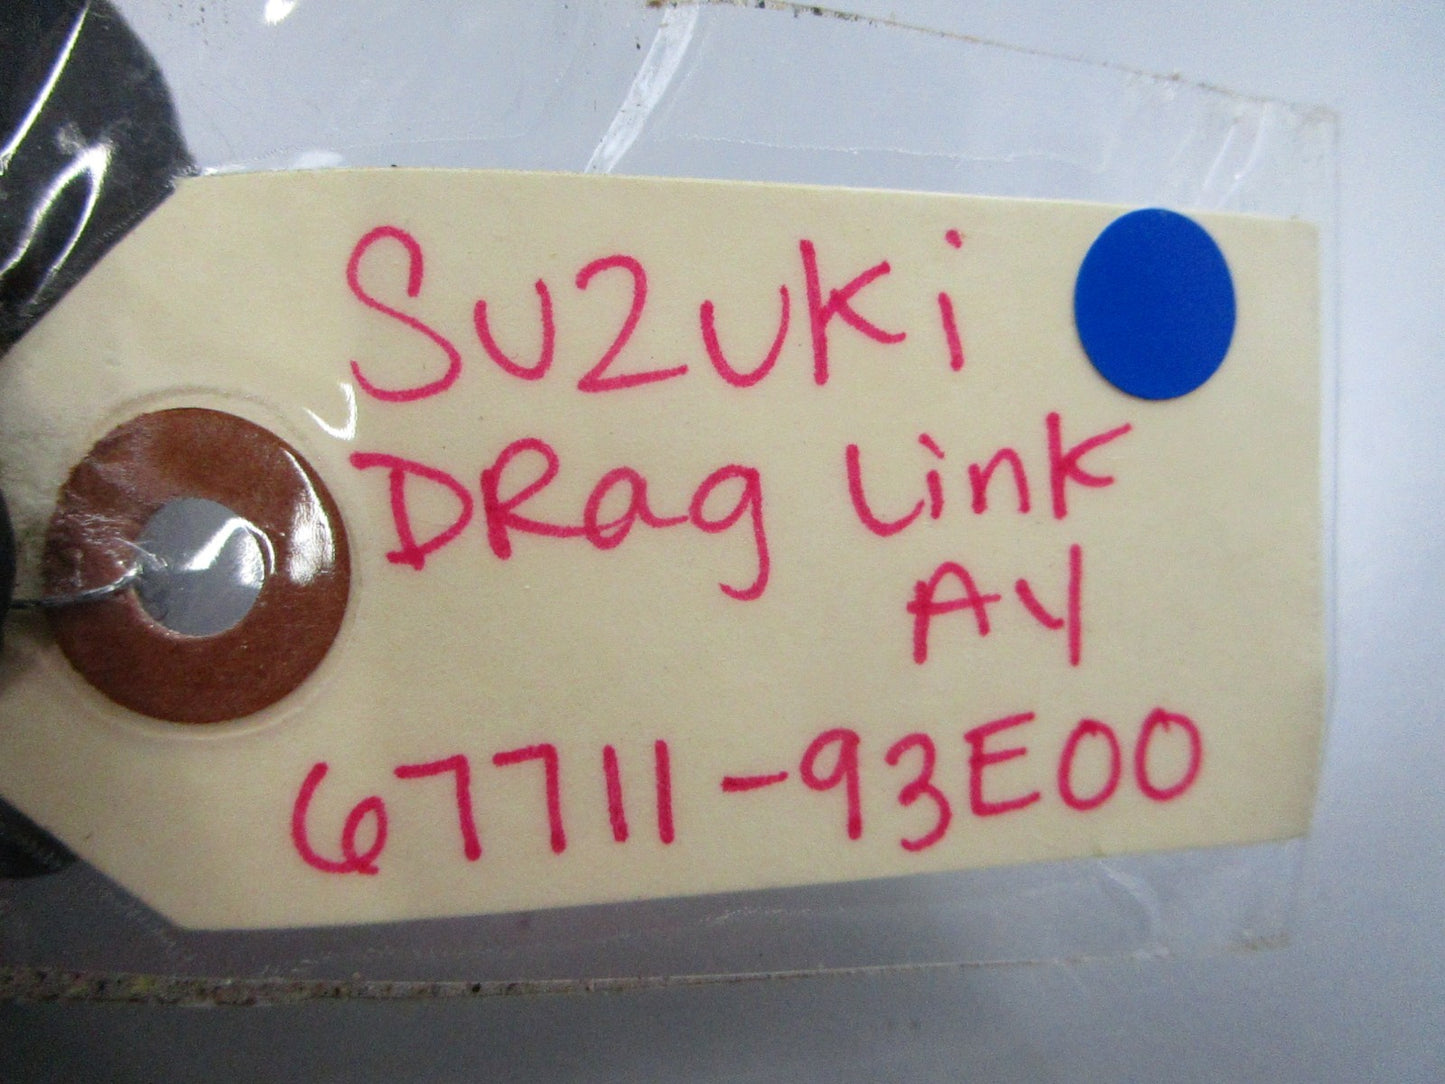 Suzuki
DRag Link
AY
67711-93E00